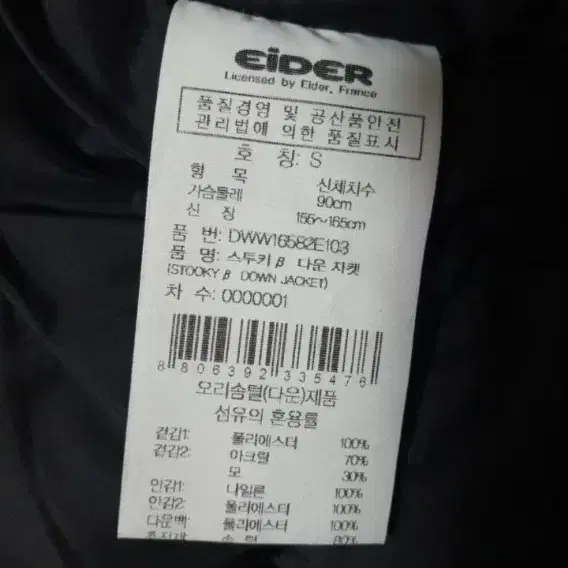 EiDER
Licensed by Eider, France
품질경영 및 공산품안전
관리법에 의한 품질표시
호 칭: S
항 목 신체치수
가슴둘레 90cm
신 장 155~165cm
품 번: DWW16582E103
품 명: 스투키 β 다운 자켓
(STOOKY β DOWN JACKET)
차 수: 0000001
8 806392 335476
오리솜털(다운)제품
섬유의 혼용률
겉감1: 폴리에스터 100%
겉감2: 아크릴 70%
모 30%
안감1: 나일론 100%
안감2: 폴리에스터 100%
다운백: 폴리에스터 100%
충전재: 솜 털 80%